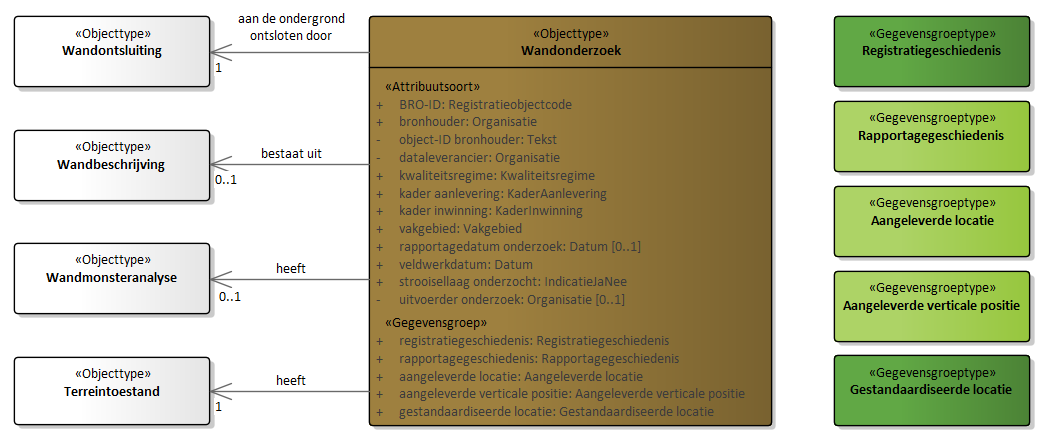 «Objecttype»
Wandontsluiting
aan de ondergrond
ontsloten door
1
«Objecttype»
Wandbeschrijving
bestaat uit
0..1
«Objecttype»
Wandmonsteranalyse
heeft
0..1
«Objecttype»
Terreintoestand
heeft
1
«Objecttype»
Wandonderzoek
«Attribuutsoort»
+ BRO-ID: Registratieobjectcode
+ bronhouder: Organisatie
- object-ID bronhouder: Tekst
- dataleverancier: Organisatie
+ kwaliteitsregime: Kwaliteitsregime
+ kader aanlevering: KaderAanlevering
+ kader inwinning: KaderInwinning
+ vakgebied: Vakgebied
+ rapportagedatum onderzoek: Datum [0..1]
+ veldwerkdatum: Datum
+ strooisellaag onderzocht: IndicatieJaNee
- uitvoerder onderzoek: Organisatie [0..1]
«Gegevensgroep»
+ registratiegeschiedenis: Registratiegeschiedenis
+ rapportagegeschiedenis: Rapportagegeschiedenis
+ aangeleverde locatie: Aangeleverde locatie
+ aangeleverde verticale positie: Aangeleverde verticale positie
+ gestandaardiseerde locatie: Gestandaardiseerde locatie
«Gegevensgroeptype»
Registratiegeschiedenis
«Gegevensgroeptype»
Rapportagegeschiedenis
«Gegevensgroeptype»
Aangeleverde locatie
«Gegevensgroeptype»
Aangeleverde verticale positie
«Gegevensgroeptype»
Gestandaardiseerde locatie